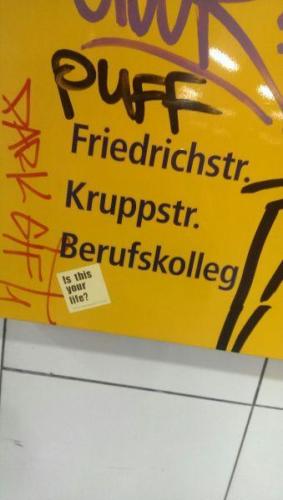 PUFF
Friedrichstr.
Kruppstr.
Berufskolleg
Is this
your
life?